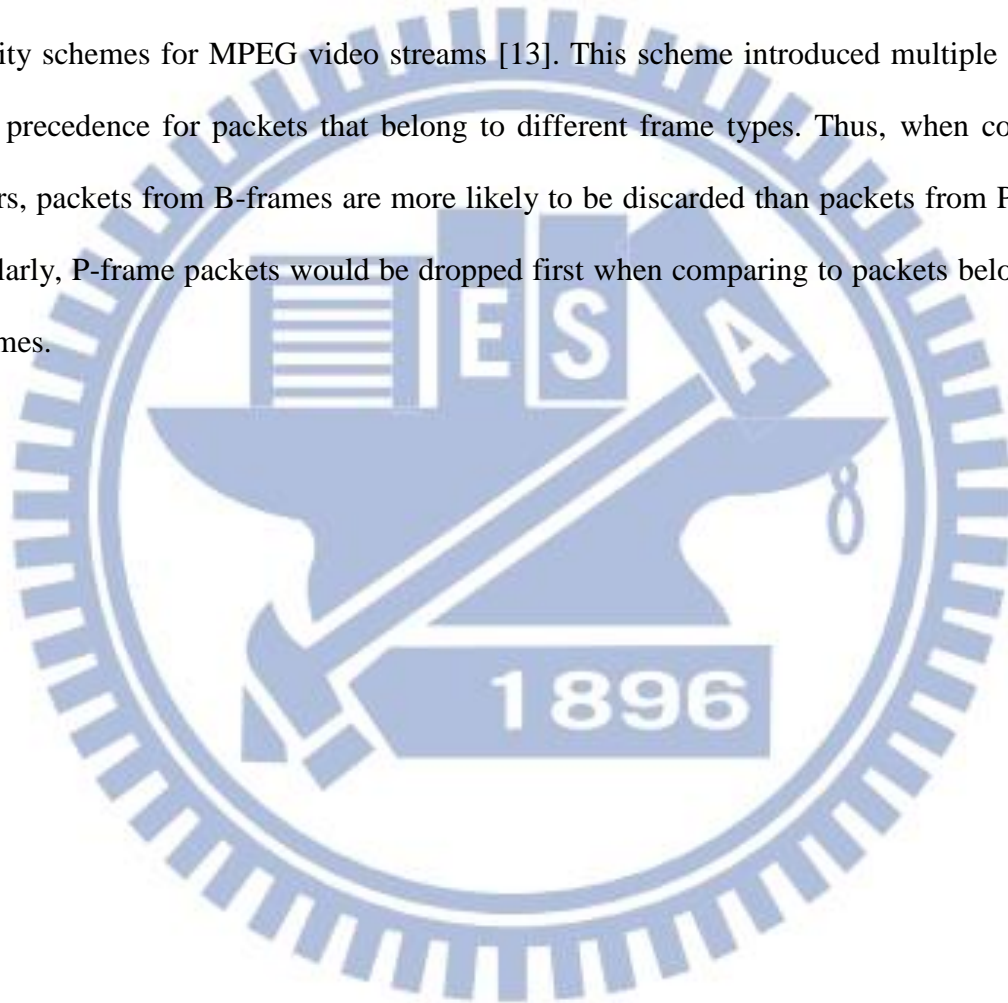 ity schemes for MPEG video streams [13]. This scheme introduced multiple
precedence for packets that belong to different frame types. Thus, when co
rs, packets from B-frames are more likely to be discarded than packets from P
larly, P-frame packets would be dropped first when comparing to packets belo
mes.
E S A
1896